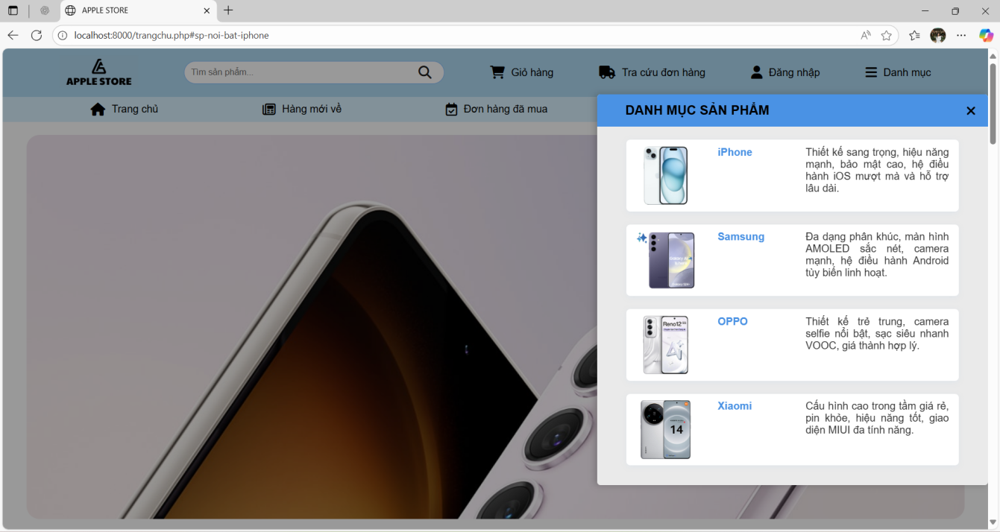 APPLE STORE
localhost:8000/trangchu.php#sp-noi-bat-iphone
APPLE STORE
Tìm sản phẩm...
Giỏ hàng
Tra cứu đơn hàng
Đăng nhập
Danh mục
Trang chủ
Hàng mới về
Đơn hàng đã mua
DANH MỤC SẢN PHẨM
iPhone
Thiết kế sang trọng, hiệu năng
mạnh, bảo mật cao, hệ điều
hành iOS mượt mà và hỗ trợ
lâu dài.
Samsung
Đa dạng phân khúc, màn hình
AMOLED sắc nét, camera
mạnh, hệ điều hành Android
tùy biến linh hoạt.
Reno12
OPPO
Thiết kế trẻ trung, camera
selfie nổi bật, sạc siêu nhanh
VOOC, giá thành hợp lý.
14
Xiaomi
Cấu hình cao trong tầm giá rẻ,
pin khỏe, hiệu năng tốt, giao
diện MIUI đa tính năng.